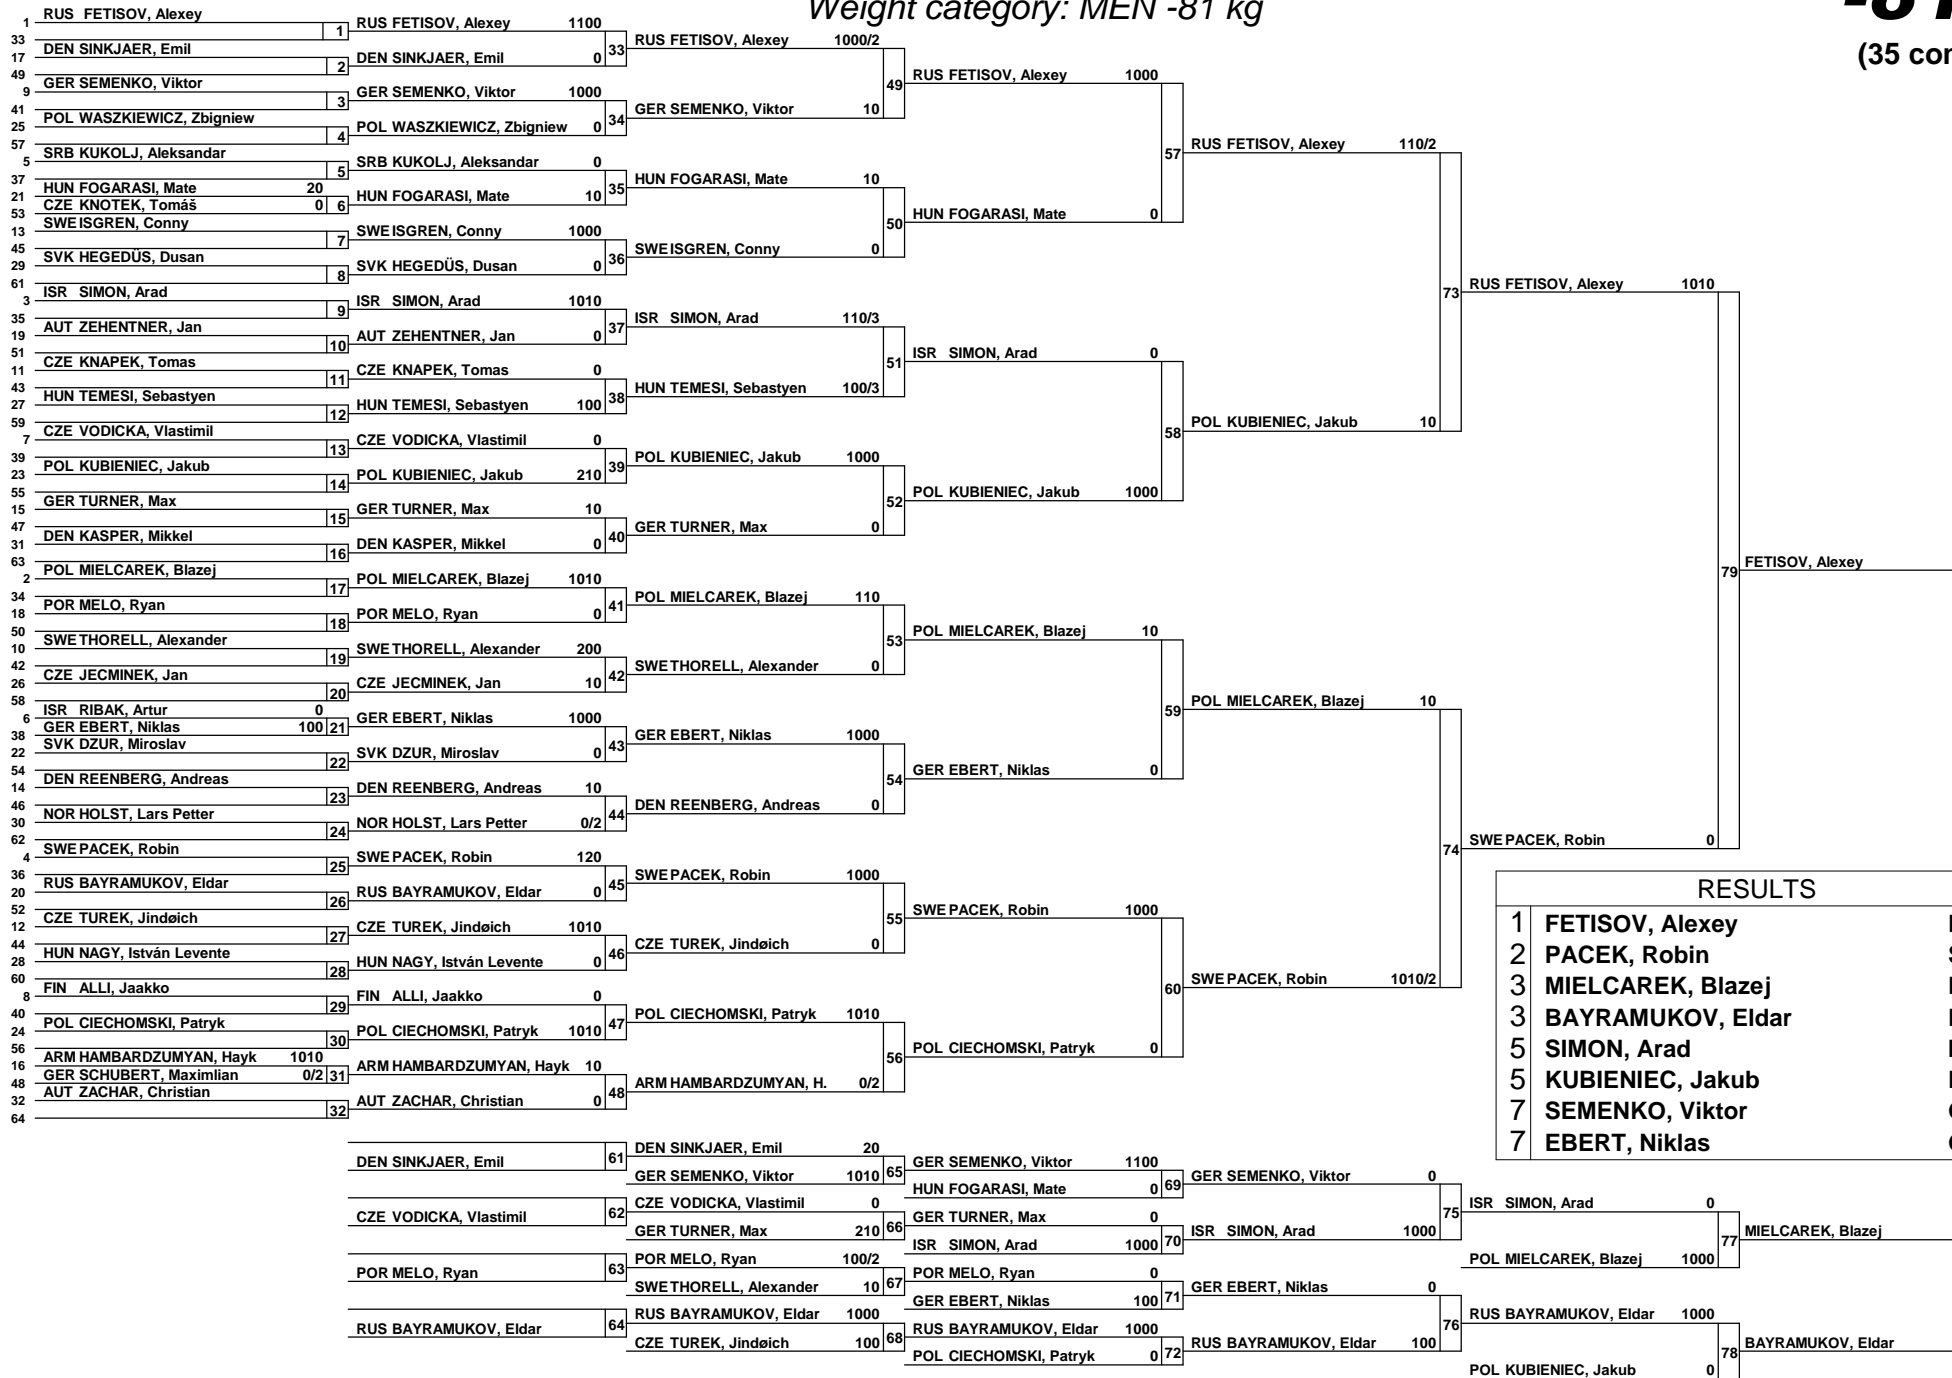 Weight category: MEN -81 kg
(35 con
1 RUS FETISOV, Alexey
33 1
17 DEN SINKJAER, Emil
49 2
9 GER SEMENKO, Viktor
41 3
25 POL WASZKIEWICZ, Zbigniew
57 4
5 SRB KUKOLJ, Aleksandar
37 5
21 HUN FOGARASI, Mate 20
53 CZE KNOTEK, Tomáš 0 6
13 SWE ISGREN, Conny
45 7
29 SVK HEGEDÜS, Dusan
61 8
3 ISR SIMON, Arad
35 9
19 AUT ZEHENTNER, Jan
51 10
11 CZE KNAPEK, Tomas
43 11
27 HUN TEMESI, Sebastyen
59 12
7 CZE VODICKA, Vlastimil
39 13
23 POL KUBIENIEC, Jakub
55 14
15 GER TURNER, Max
47 15
31 DEN KASPER, Mikkel
63 16
2 POL MIELCAREK, Blazej
34 17
18 POR MELO, Ryan
50 18
10 SWE THORELL, Alexander
42 19
26 CZE JECMINEK, Jan
58 20
6 ISR RIBAK, Artur 0
38 GER EBERT, Niklas 100 21
22 SVK DZUR, Miroslav
54 22
14 DEN REENBERG, Andreas
46 23
30 NOR HOLST, Lars Petter
62 24
4 SWE PACEK, Robin
36 25
20 RUS BAYRAMUKOV, Eldar
52 26
12 CZE TUREK, Jindøich
44 27
28 HUN NAGY, István Levente
60 28
8 FIN ALLI, Jaakko
40 29
24 POL CIECHOMSKI, Patryk
56 30
16 ARM HAMBARDZUMYAN, Hayk 1010
48 GER SCHUBERT, Maximlian 0/2 31
32 AUT ZACHAR, Christian
64 32
RUS FETISOV, Alexey 1100
DEN SINKJAER, Emil 0 33
GER SEMENKO, Viktor 1000
POL WASZKIEWICZ, Zbigniew 0 34
SRB KUKOLJ, Aleksandar 0
HUN FOGARASI, Mate 10 35
SWE ISGREN, Conny 1000
SVK HEGEDÜS, Dusan 0 36
ISR SIMON, Arad 1010
AUT ZEHENTNER, Jan 0 37
CZE KNAPEK, Tomas 0
HUN TEMESI, Sebastyen 100 38
CZE VODICKA, Vlastimil 0
POL KUBIENIEC, Jakub 210 39
GER TURNER, Max 10
DEN KASPER, Mikkel 0 40
POL MIELCAREK, Blazej 1010
POR MELO, Ryan 0 41
SWE THORELL, Alexander 200
CZE JECMINEK, Jan 10 42
GER EBERT, Niklas 1000
SVK DZUR, Miroslav 0 43
DEN REENBERG, Andreas 10
NOR HOLST, Lars Petter 0/2 44
SWE PACEK, Robin 120
RUS BAYRAMUKOV, Eldar 0 45
CZE TUREK, Jindøich 1010
HUN NAGY, István Levente 0 46
FIN ALLI, Jaakko 0
POL CIECHOMSKI, Patryk 1010 47
ARM HAMBARDZUMYAN, Hayk 10
AUT ZACHAR, Christian 0 48
RUS FETISOV, Alexey 1000/2
GER SEMENKO, Viktor 10 49
HUN FOGARASI, Mate 10
SWE ISGREN, Conny 0 50
ISR SIMON, Arad 110/3
HUN TEMESI, Sebastyen 100/3 51
POL KUBIENIEC, Jakub 1000
GER TURNER, Max 0 52
POL MIELCAREK, Blazej 110
SWE THORELL, Alexander 0 53
GER EBERT, Niklas 1000
DEN REENBERG, Andreas 0 54
SWE PACEK, Robin 1000
CZE TUREK, Jindøich 0 55
POL CIECHOMSKI, Patryk 1010
ARM HAMBARDZUMYAN, H. 0/2 56
RUS FETISOV, Alexey 1000
HUN FOGARASI, Mate 0 57
ISR SIMON, Arad 0
POL KUBIENIEC, Jakub 1000 58
POL MIELCAREK, Blazej 10
GER EBERT, Niklas 0 59
SWE PACEK, Robin 1000
POL CIECHOMSKI, Patryk 0 60
RUS FETISOV, Alexey 110/2
POL KUBIENIEC, Jakub 10 73
POL MIELCAREK, Blazej 10
SWE PACEK, Robin 1010/2 74
RUS FETISOV, Alexey 1010
SWE PACEK, Robin 0 79
FETISOV, Alexey
RESULTS
1 FETISOV, Alexey
2 PACEK, Robin
3 MIELCAREK, Blazej
3 BAYRAMUKOV, Eldar
5 SIMON, Arad
5 KUBIENIEC, Jakub
7 SEMENKO, Viktor
7 EBERT, Niklas
DEN SINKJAER, Emil 61
CZE VODICKA, Vlastimil 62
POR MELO, Ryan 63
RUS BAYRAMUKOV, Eldar 64
DEN SINKJAER, Emil 20
GER SEMENKO, Viktor 1010 65
CZE VODICKA, Vlastimil 0
GER TURNER, Max 210 66
POR MELO, Ryan 100/2
SWE THORELL, Alexander 10 67
RUS BAYRAMUKOV, Eldar 1000
CZE TUREK, Jindøich 100 68
GER SEMENKO, Viktor 1100
HUN FOGARASI, Mate 0 69
GER TURNER, Max 0
ISR SIMON, Arad 1000 70
POR MELO, Ryan 0
GER EBERT, Niklas 100 71
RUS BAYRAMUKOV, Eldar 1000
POL CIECHOMSKI, Patryk 0 72
GER SEMENKO, Viktor 0
ISR SIMON, Arad 1000 75
GER EBERT, Niklas 0
RUS BAYRAMUKOV, Eldar 100 76
ISR SIMON, Arad 0
POL MIELCAREK, Blazej 1000 77
RUS BAYRAMUKOV, Eldar 1000
POL KUBIENIEC, Jakub 0 78
MIELCAREK, Blazej
BAYRAMUKOV, Eldar